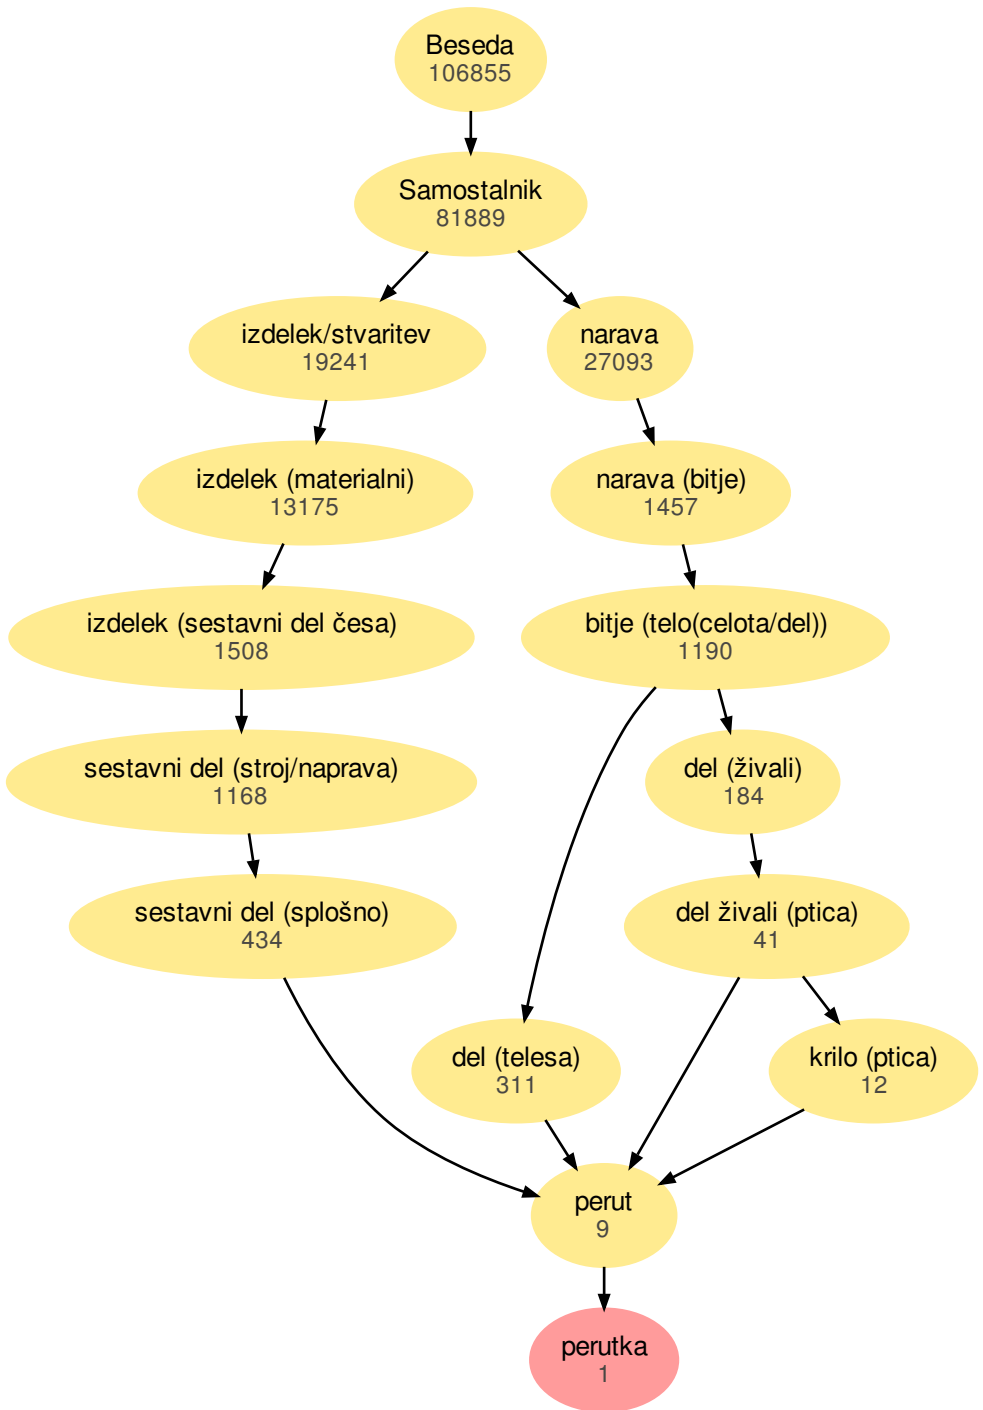 Beseda
106855
Samostalnik
81889
izdelek/stvaritev
19241
narava
27093
izdelek (materialni)
13175
narava (bitje)
1457
izdelek (sestavni del česa)
1508
bitje (telo(celota/del))
1190
sestavni del (stroj/naprava)
1168
del (živali)
184
sestavni del (splošno)
434
del živali (ptica)
41
del (telesa)
311
krilo (ptica)
12
perut
9
perutka
1